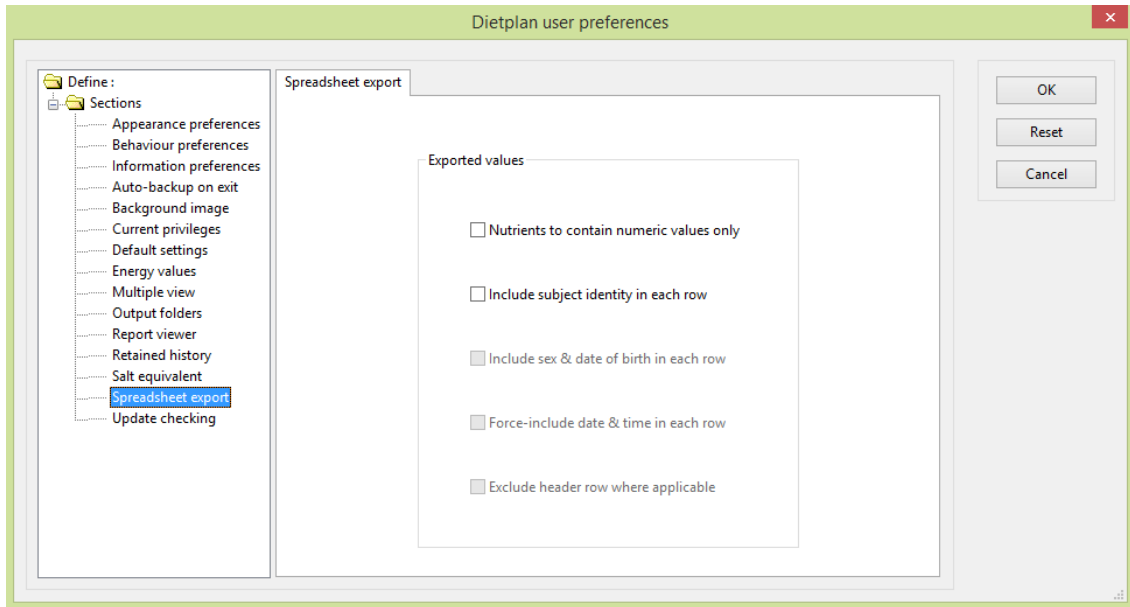 Dietplan user preferences
Define :
Sections
Appearance preferences
Behaviour preferences
Information preferences
Auto-backup on exit
Background image
Current privileges
Default settings
Energy values
Multiple view
Output folders
Report viewer
Retained history
Salt equivalent
Spreadsheet export
Update checking
Spreadsheet export
Exported values
Nutrients to contain numeric values only
Include subject identity in each row
Include sex & date of birth in each row
Force-include date & time in each row
Exclude header row where applicable
OK
Reset
Cancel